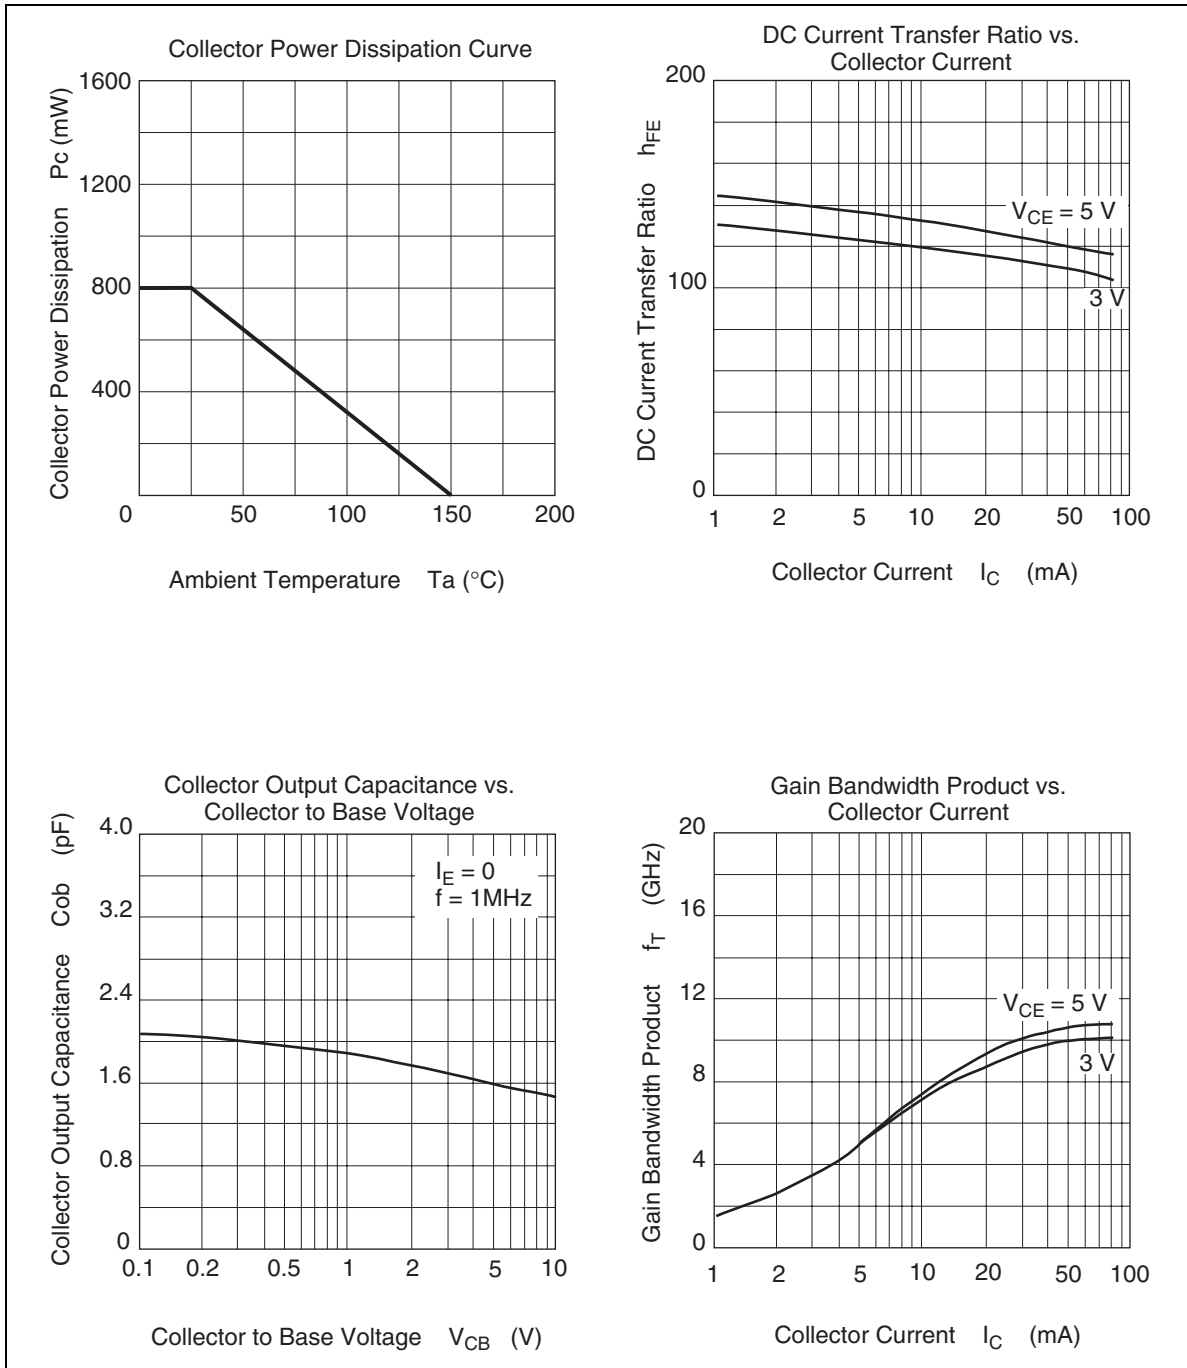 Collector Power Dissipation Curve
Collector Power Dissipation Pc (mW)
1600
1200
800
400
0 50 100 150 200
Ambient Temperature Ta (°C)
DC Current Transfer Ratio vs.
Collector Current
DC Current Transfer Ratio hFE
200
100
0
VCE = 5 V
3 V
1 2 5 10 20 50 100
Collector Current IC (mA)
Collector Output Capacitance vs.
Collector to Base Voltage
Collector Output Capacitance Cob (pF)
4.0
3.2
2.4
1.6
0.8
0
IE = 0
f = 1MHz
0.1 0.2 0.5 1 2 5 10
Collector to Base Voltage VCB (V)
Gain Bandwidth Product vs.
Collector Current
Gain Bandwidth Product fT (GHz)
20
16
12
8
4
0
VCE = 5 V
3 V
1 2 5 10 20 50 100
Collector Current IC (mA)